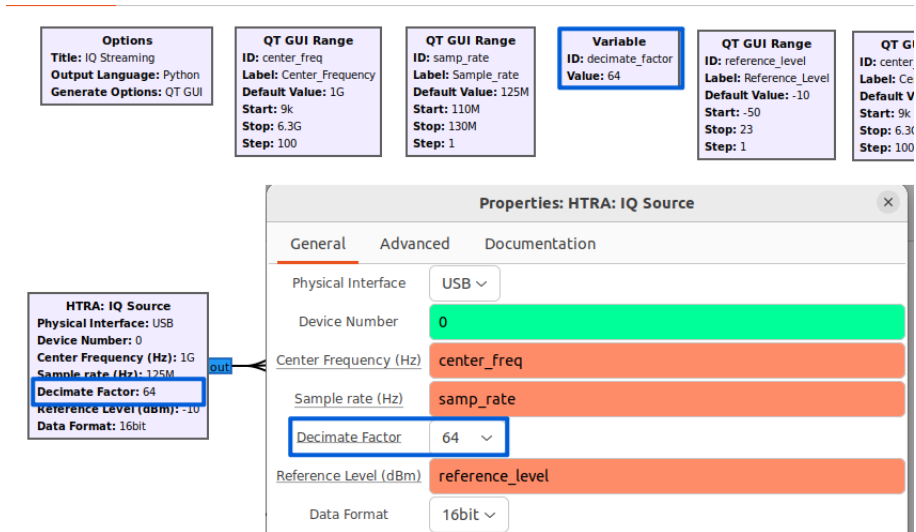 Options
Title: IQ Streaming
Output Language: Python
Generate Options: QT GUI
QT GUI Range
ID: center_freq
Label: Center_Frequency
Default Value: 1G
Start: 9k
Stop: 6.3G
Step: 100
QT GUI Range
ID: samp_rate
Label: Sample_rate
Default Value: 125M
Start: 110M
Stop: 130M
Step: 1
Variable
ID: decimate_factor
Value: 64
QT GUI Range
ID: reference_level
Label: Reference_Level
Default Value: -10
Start: -50
Stop: 23
Step: 1
QT G
ID: center
Label: Ce
Default V
Start: 9k
Stop: 6.3G
Step: 100
HTRA: IQ Source
Physical Interface: USB
Device Number: 0
Center Frequency (Hz): 1G
Sample rate (Hz): 125M
Decimate Factor: 64
Reference Level (dBm): -10
Data Format: 16bit
out
Properties: HTRA: IQ Source
General Advanced Documentation
Physical Interface USB
Device Number 0
Center Frequency (Hz) center_freq
Sample rate (Hz) samp_rate
Decimate Factor 64
Reference Level (dBm) reference_level
Data Format 16bit